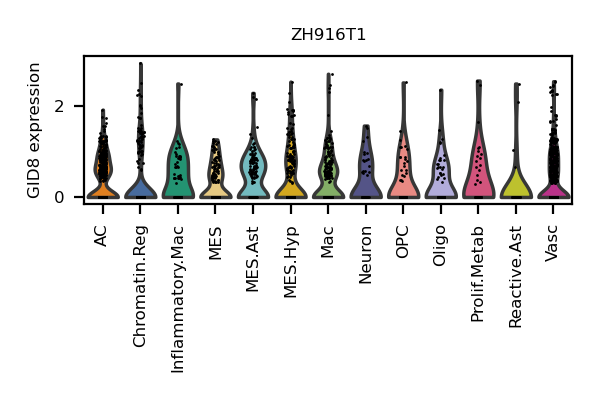 ZH916T1
GID8 expression
2
0
AC
Chromatin.Reg
Inflammatory.Mac
MES
MES.Ast
MES.Hyp
Mac
Neuron
OPC
Oligo
Prolif.Metab
Reactive.Ast
Vasc